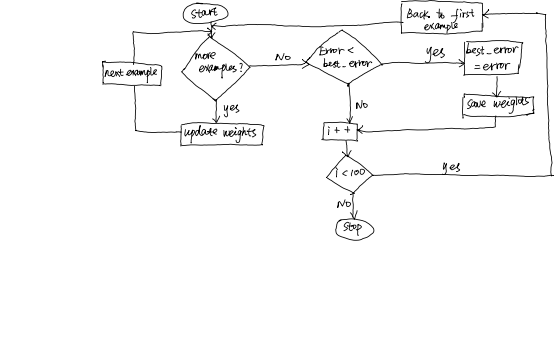 Start
Back to first
example
more
examples?
No
Error <
best_error
yes
best_error
= error
next example
yes
No
save weights
update weights
i++
i<100
yes
No
Stop